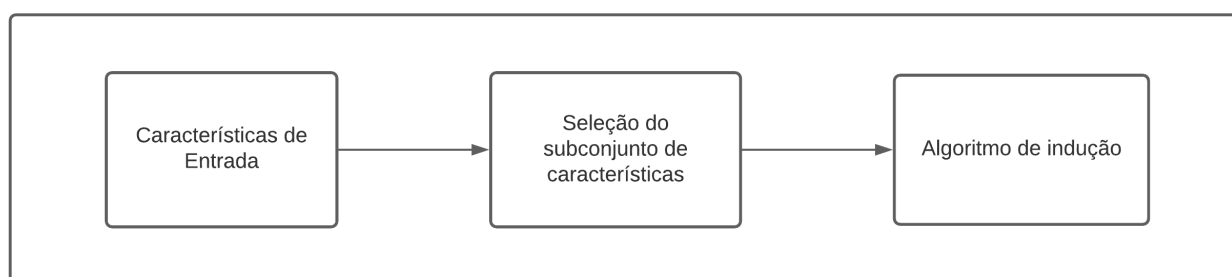 Características de
Entrada
Seleção do
subconjunto de
características
Algoritmo de indução